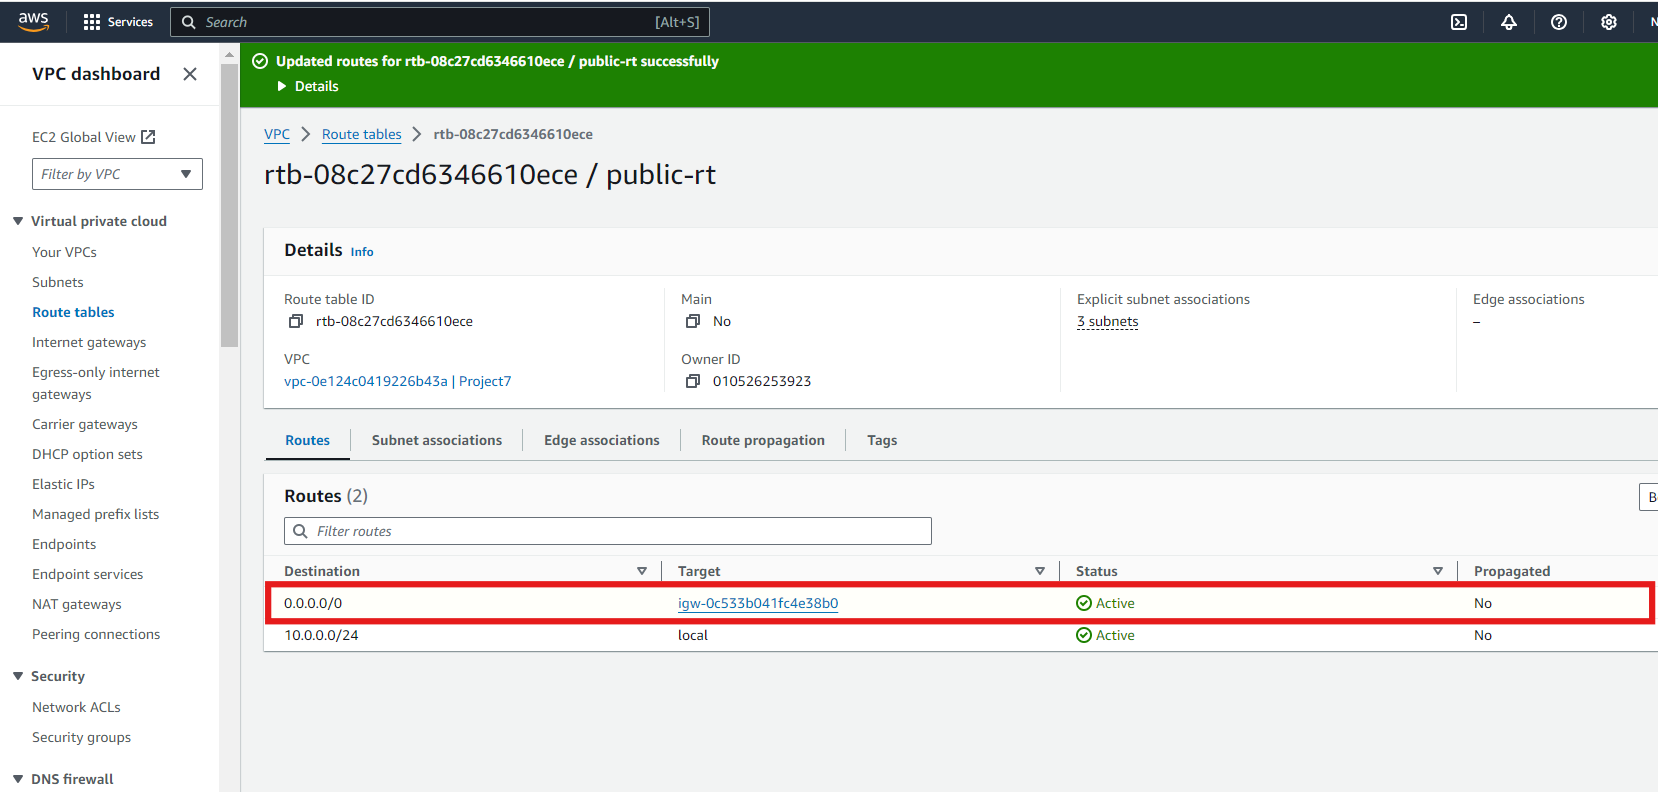 aws Services Search [Alt+S] N
VPC dashboard
EC2 Global View
Filter by VPC
Virtual private cloud
Your VPCs
Subnets
Route tables
Internet gateways
Egress-only internet
gateways
Carrier gateways
DHCP option sets
Elastic IPs
Managed prefix lists
Endpoints
Endpoint services
NAT gateways
Peering connections
Security
Network ACLs
Security groups
DNS firewall
Updated routes for rtb-08c27cd6346610ece / public-rt successfully
Details
VPC Route tables rtb-08c27cd6346610ece
rtb-08c27cd6346610ece / public-rt
Details Info
Route table ID
rtb-08c27cd6346610ece
Main
No
Explicit subnet associations
3 subnets
Edge associations
–
VPC
vpc-0e124c0419226b43a | Project7
Owner ID
010526253923
Routes Subnet associations Edge associations Route propagation Tags
Routes (2)
B
Filter routes
Destination Target Status Propagated
0.0.0.0/0 igw-0c533b041fc4e38b0 Active No
10.0.0.0/24 local Active No